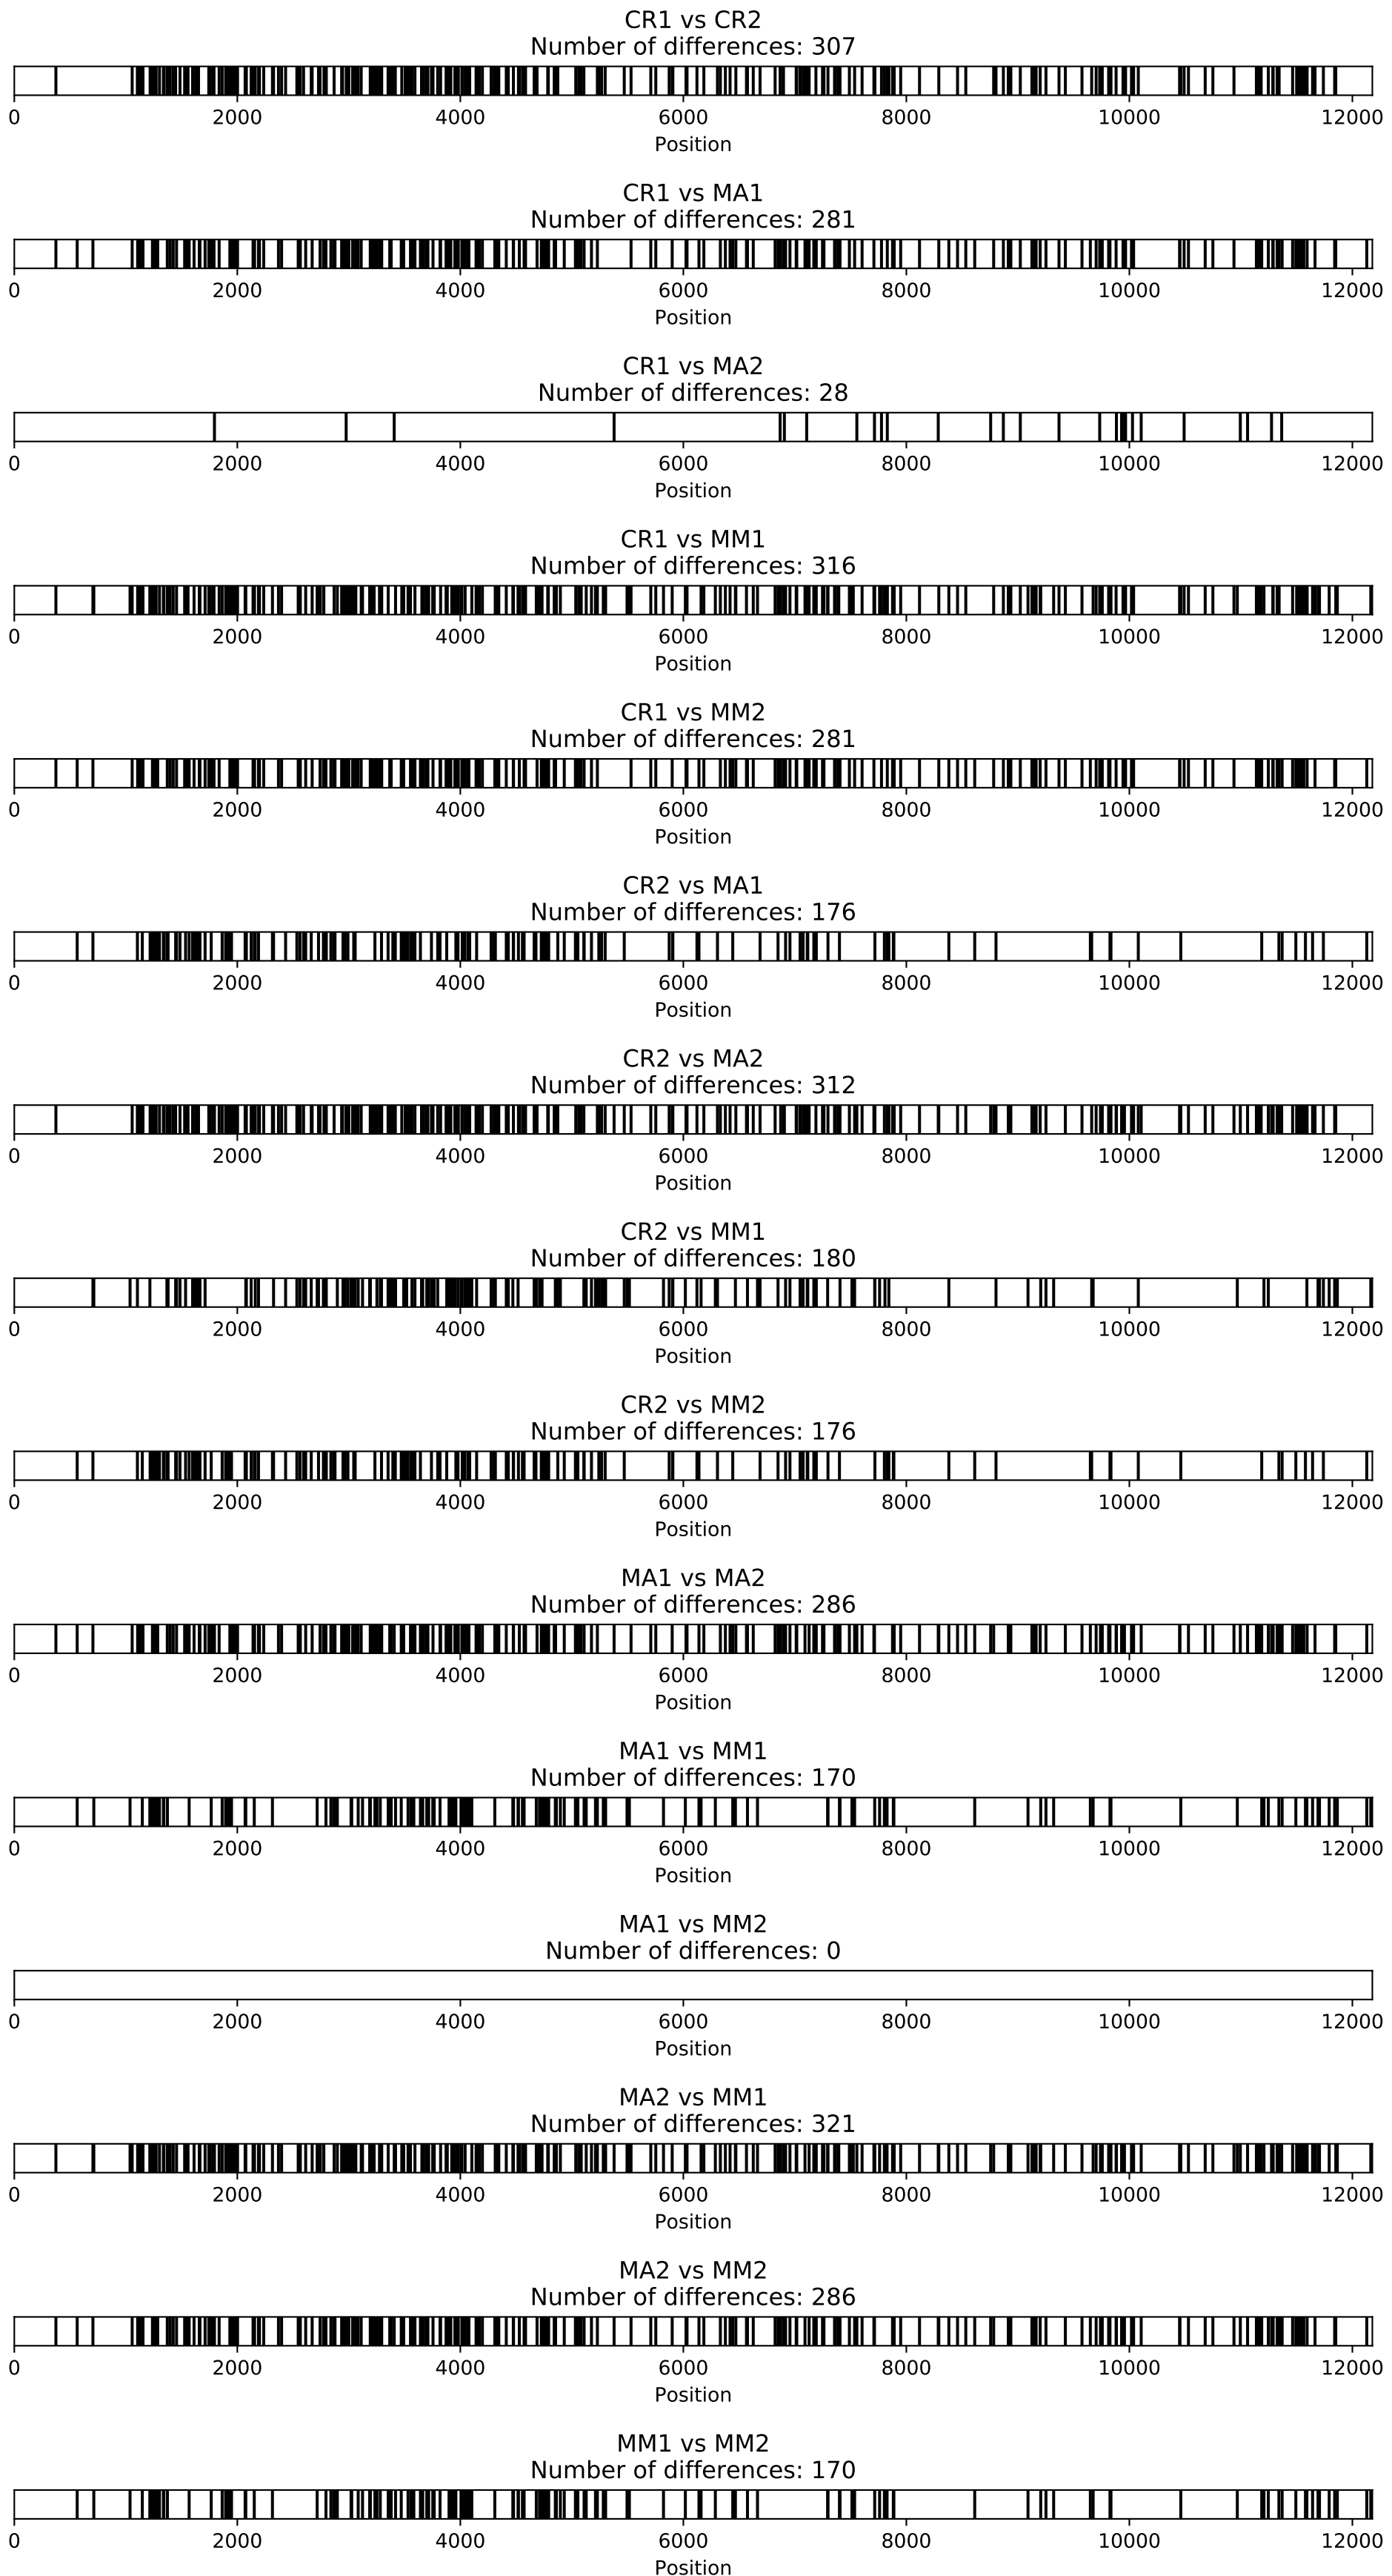 CR1 vs CR2
Number of differences: 307
0 2000 4000 6000 8000 10000 12000
Position
CR1 vs MA1
Number of differences: 281
0 2000 4000 6000 8000 10000 12000
Position
CR1 vs MA2
Number of differences: 28
0 2000 4000 6000 8000 10000 12000
Position
CR1 vs MM1
Number of differences: 316
0 2000 4000 6000 8000 10000 12000
Position
CR1 vs MM2
Number of differences: 281
0 2000 4000 6000 8000 10000 12000
Position
CR2 vs MA1
Number of differences: 176
0 2000 4000 6000 8000 10000 12000
Position
CR2 vs MA2
Number of differences: 312
0 2000 4000 6000 8000 10000 12000
Position
CR2 vs MM1
Number of differences: 180
0 2000 4000 6000 8000 10000 12000
Position
CR2 vs MM2
Number of differences: 176
0 2000 4000 6000 8000 10000 12000
Position
MA1 vs MA2
Number of differences: 286
0 2000 4000 6000 8000 10000 12000
Position
MA1 vs MM1
Number of differences: 170
0 2000 4000 6000 8000 10000 12000
Position
MA1 vs MM2
Number of differences: 0
0 2000 4000 6000 8000 10000 12000
Position
MA2 vs MM1
Number of differences: 321
0 2000 4000 6000 8000 10000 12000
Position
MA2 vs MM2
Number of differences: 286
0 2000 4000 6000 8000 10000 12000
Position
MM1 vs MM2
Number of differences: 170
0 2000 4000 6000 8000 10000 12000
Position